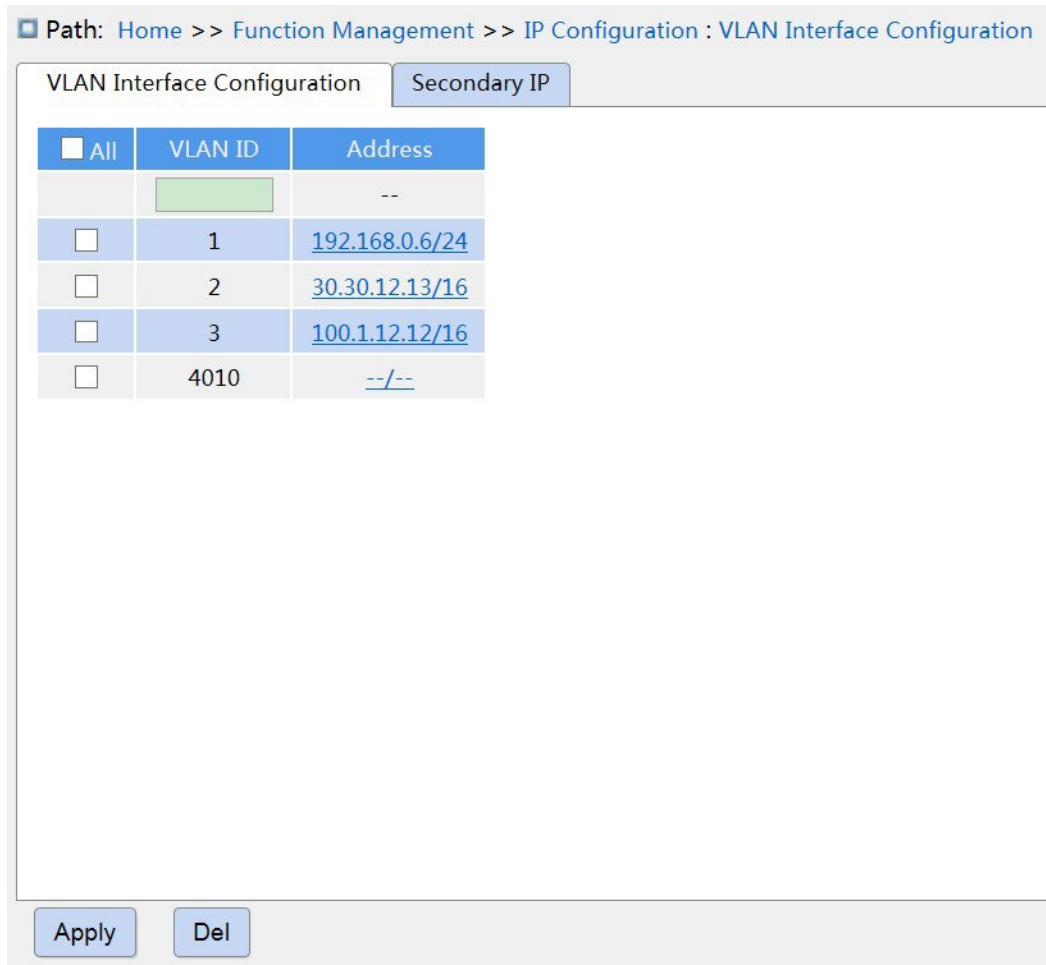 Path: Home >> Function Management >> IP Configuration : VLAN Interface Configuration
VLAN Interface Configuration Secondary IP
All VLAN ID Address
--
1 192.168.0.6/24
2 30.30.12.13/16
3 100.1.12.12/16
4010 --/--
Apply Del